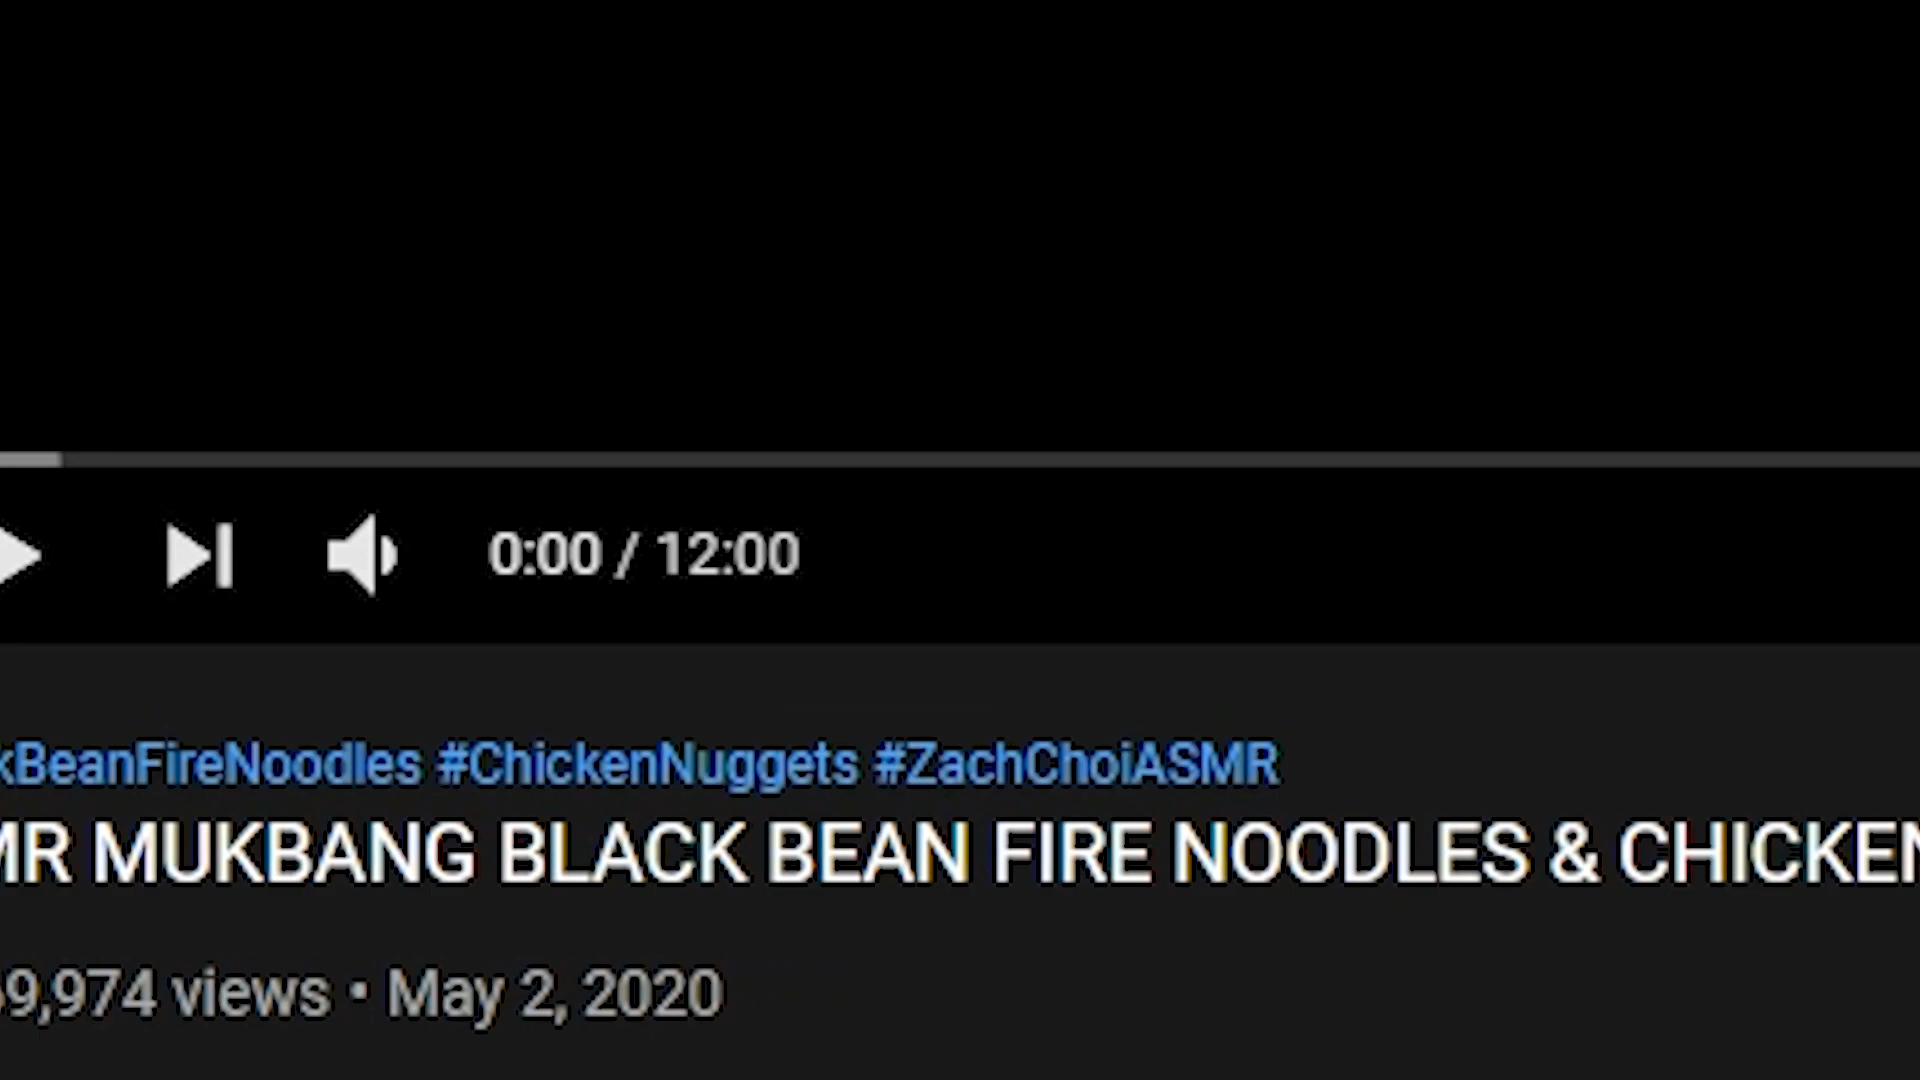 0:00 / 12:00
kBeanFireNoodles #ChickenNuggets #ZachChoiASMR
MR MUKBANG BLACK BEAN FIRE NOODLES & CHICKEN
69,974 views • May 2, 2020